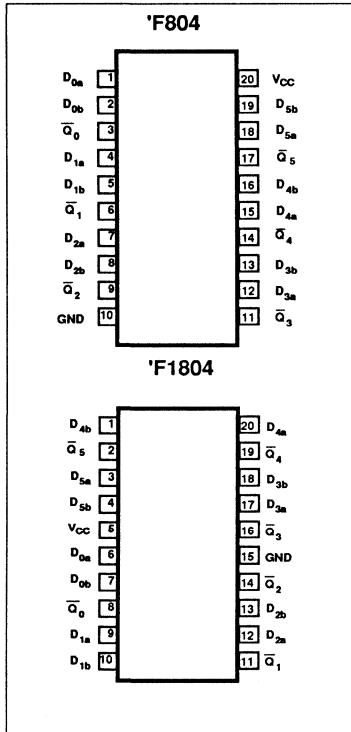 'F804
D0a 1 20 VCC
D0b 2 19 D5b
Q̅0 3 18 D5a
D1a 4 17 Q̅5
D1b 5 16 D4b
Q̅1 6 15 D4a
D2a 7 14 Q̅4
D2b 8 13 D3b
Q̅2 9 12 D3a
GND 10 11 Q̅3
'F1804
D4b 1 20 D4a
Q̅5 2 19 Q̅4
D5a 3 18 D3b
D5b 4 17 D3a
VCC 5 16 Q̅3
D0a 6 15 GND
D0b 7 14 Q̅2
Q̅0 8 13 D2b
D1a 9 12 D2a
D1b 10 11 Q̅1